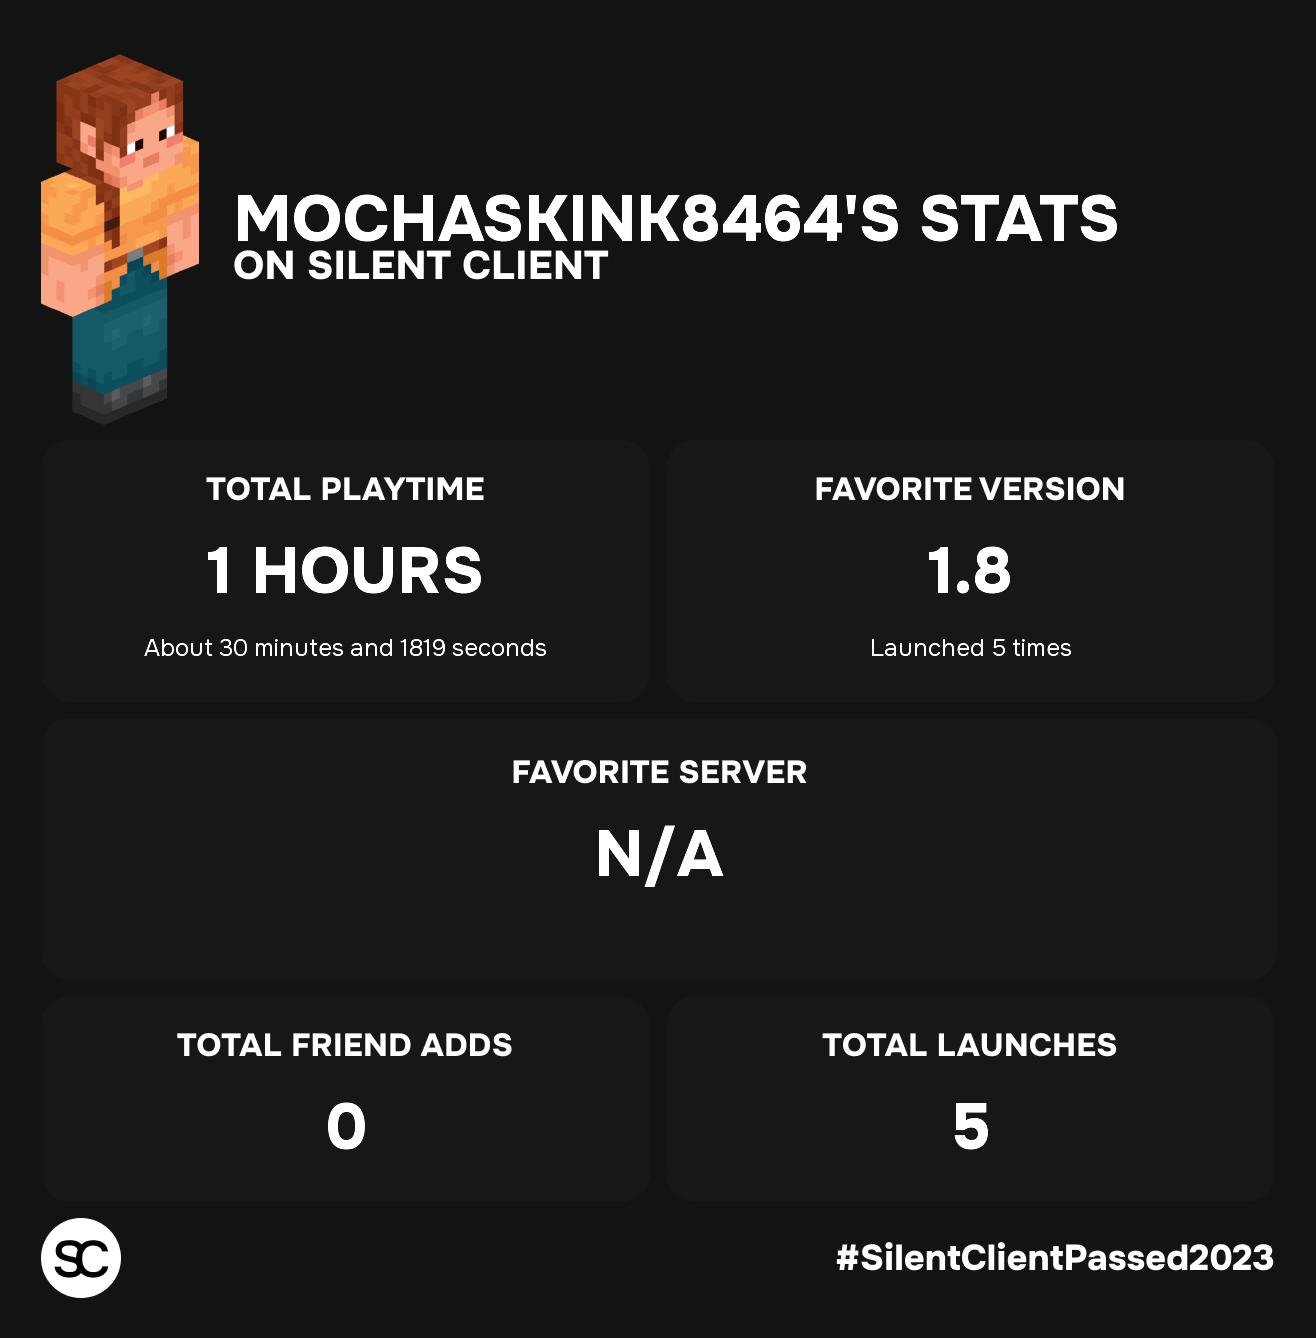 MOCHASKINK8464'S STATS
ON SILENT CLIENT
TOTAL PLAYTIME
1 HOURS
About 30 minutes and 1819 seconds
FAVORITE VERSION
1.8
Launched 5 times
FAVORITE SERVER
N/A
TOTAL FRIEND ADDS
0
TOTAL LAUNCHES
5
SC
#SilentClientPassed2023